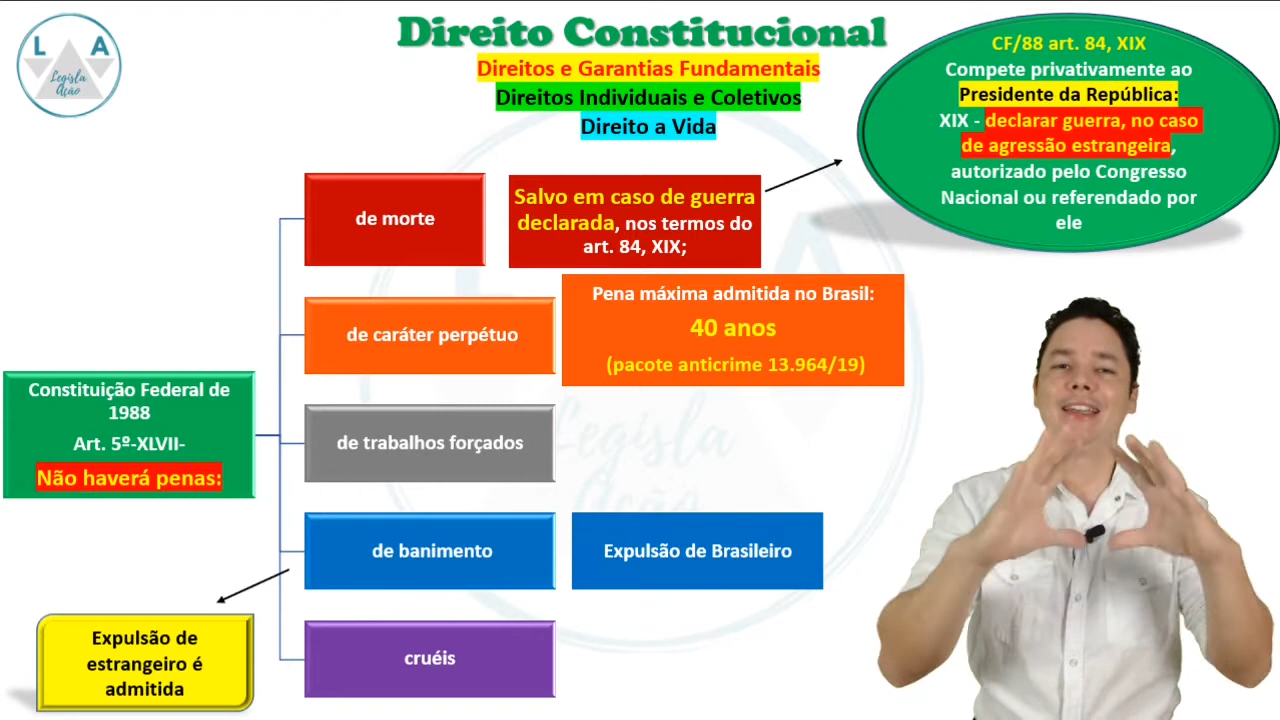 L A
Legisla
Ação
Direito Constitucional
Direitos e Garantias Fundamentais
Direitos Individuais e Coletivos
Direito a Vida
CF/88 art. 84, XIX
Compete privativamente ao
Presidente da República:
XIX - declarar guerra, no caso
de agressão estrangeira,
autorizado pelo Congresso
Nacional ou referendado por
ele
de morte
Salvo em caso de guerra
declarada, nos termos do
art. 84, XIX;
de caráter perpétuo
Pena máxima admitida no Brasil:
40 anos
(pacote anticrime 13.964/19)
Constituição Federal de
1988
Art. 5º-XLVII-
Não haverá penas:
de trabalhos forçados
Legisla
Ação
de banimento
Expulsão de Brasileiro
Expulsão de
estrangeiro é
admitida
cruéis